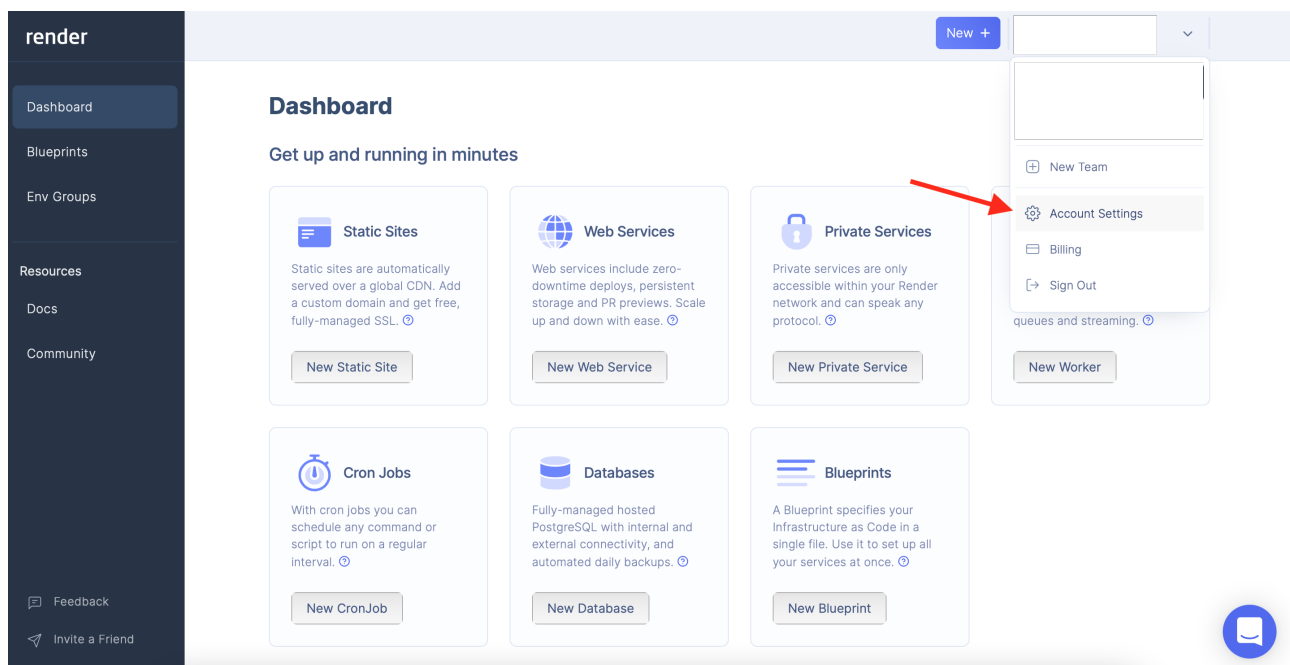 render
New +
Dashboard
Blueprints
Env Groups
Resources
Docs
Community
Feedback
Invite a Friend
Dashboard
Get up and running in minutes
Static Sites
Static sites are automatically
served over a global CDN. Add
a custom domain and get free,
fully-managed SSL.
New Static Site
Web Services
Web services include zero-
downtime deploys, persistent
storage and PR previews. Scale
up and down with ease.
New Web Service
Private Services
Private services are only
accessible within your Render
network and can speak any
protocol.
New Private Service
New Team
Account Settings
Billing
Sign Out
queues and streaming.
New Worker
Cron Jobs
With cron jobs you can
schedule any command or
script to run on a regular
interval.
New CronJob
Databases
Fully-managed hosted
PostgreSQL with internal and
external connectivity, and
automated daily backups.
New Database
Blueprints
A Blueprint specifies your
Infrastructure as Code in a
single file. Use it to set up all
your services at once.
New Blueprint